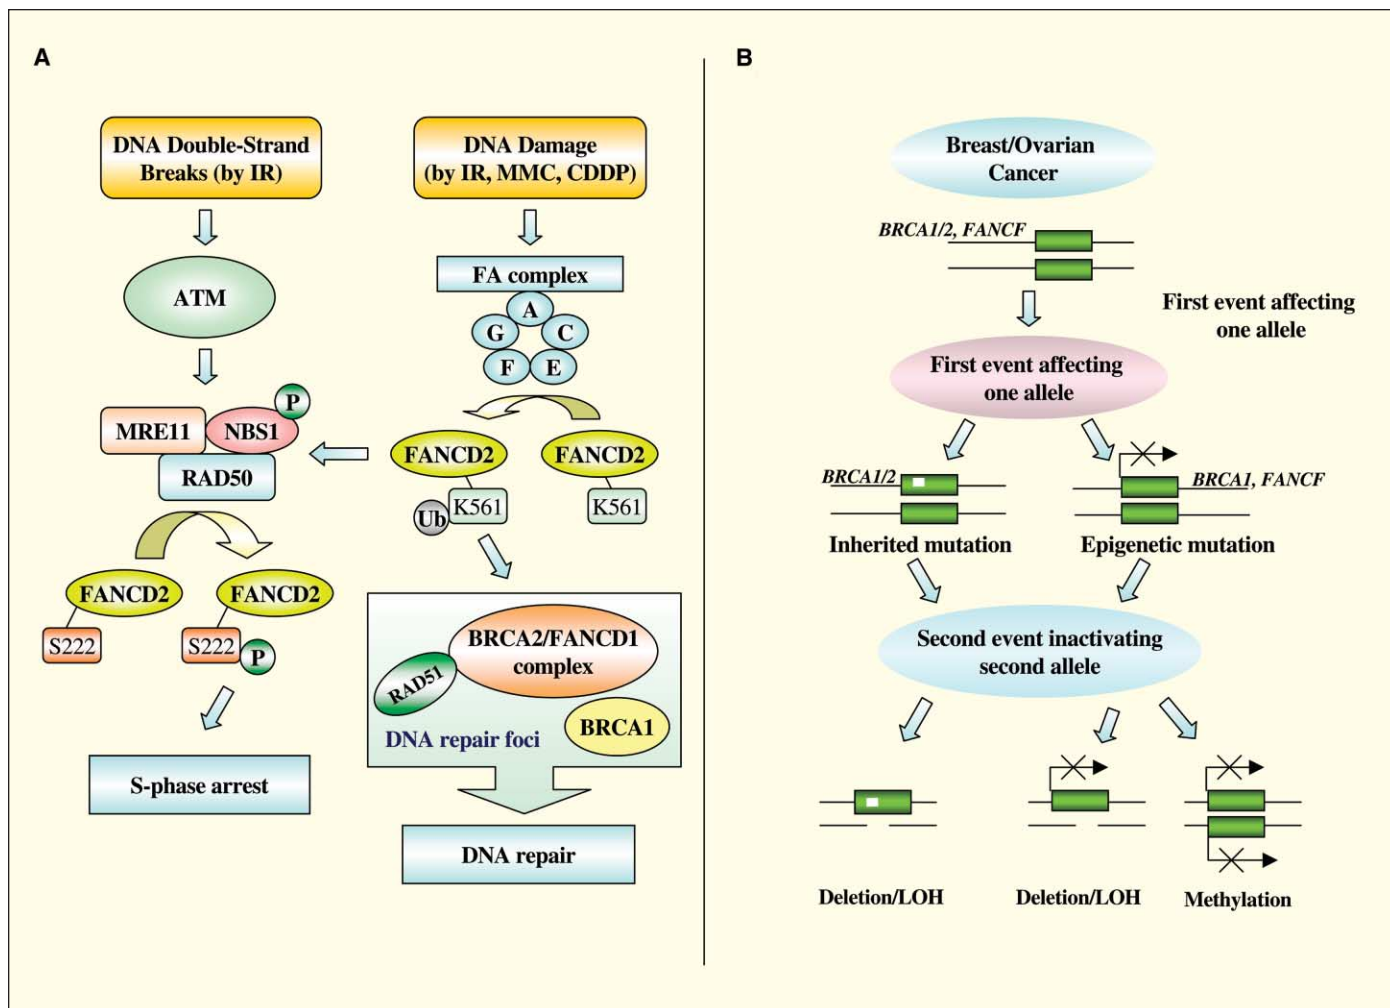 A
DNA Double-Strand
Breaks (by IR)
ATM
MRE11
NBS1
P
RAD50
FANCD2
S222
FANCD2
S222
P
S-phase arrest
DNA Damage
(by IR, MMC, CDDP)
FA complex
A
G
C
F
E
FANCD2
K561
Ub
FANCD2
K561
BRCA2/FANCD1
complex
RAD51
BRCA1
DNA repair foci
DNA repair
B
Breast/Ovarian
Cancer
BRCA1/2, FANCF
First event affecting
one allele
First event affecting
one allele
BRCA1/2
BRCA1, FANCF
Inherited mutation
Epigenetic mutation
Second event inactivating
second allele
Deletion/LOH
Deletion/LOH
Methylation